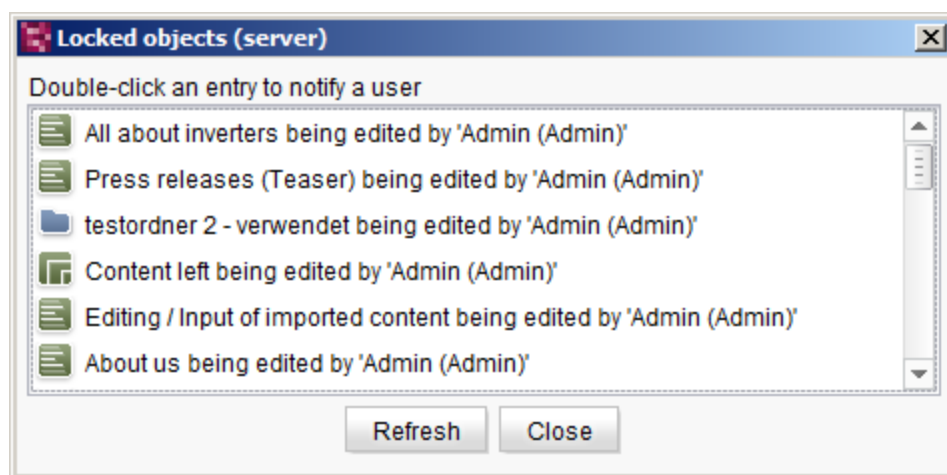 Locked objects (server)
Double-click an entry to notify a user
All about inverters being edited by 'Admin (Admin)'
Press releases (Teaser) being edited by 'Admin (Admin)'
testordner 2 - verwendet being edited by 'Admin (Admin)'
Content left being edited by 'Admin (Admin)'
Editing / Input of imported content being edited by 'Admin (Admin)'
About us being edited by 'Admin (Admin)'
Refresh Close